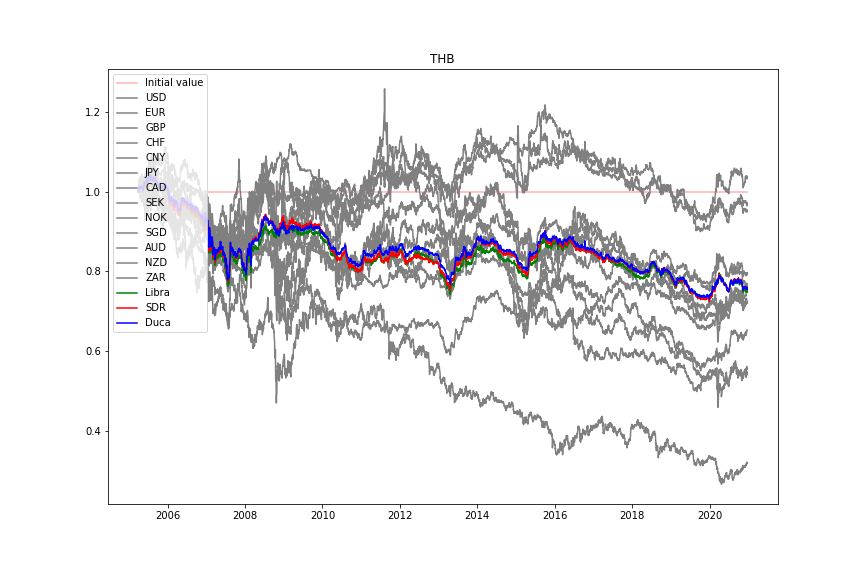 THB
Initial value
USD
EUR
GBP
CHF
CNY
JPY
CAD
SEK
NOK
SGD
AUD
NZD
ZAR
Libra
SDR
Duca
1.2
1.0
0.8
0.6
0.4
2006 2008 2010 2012 2014 2016 2018 2020